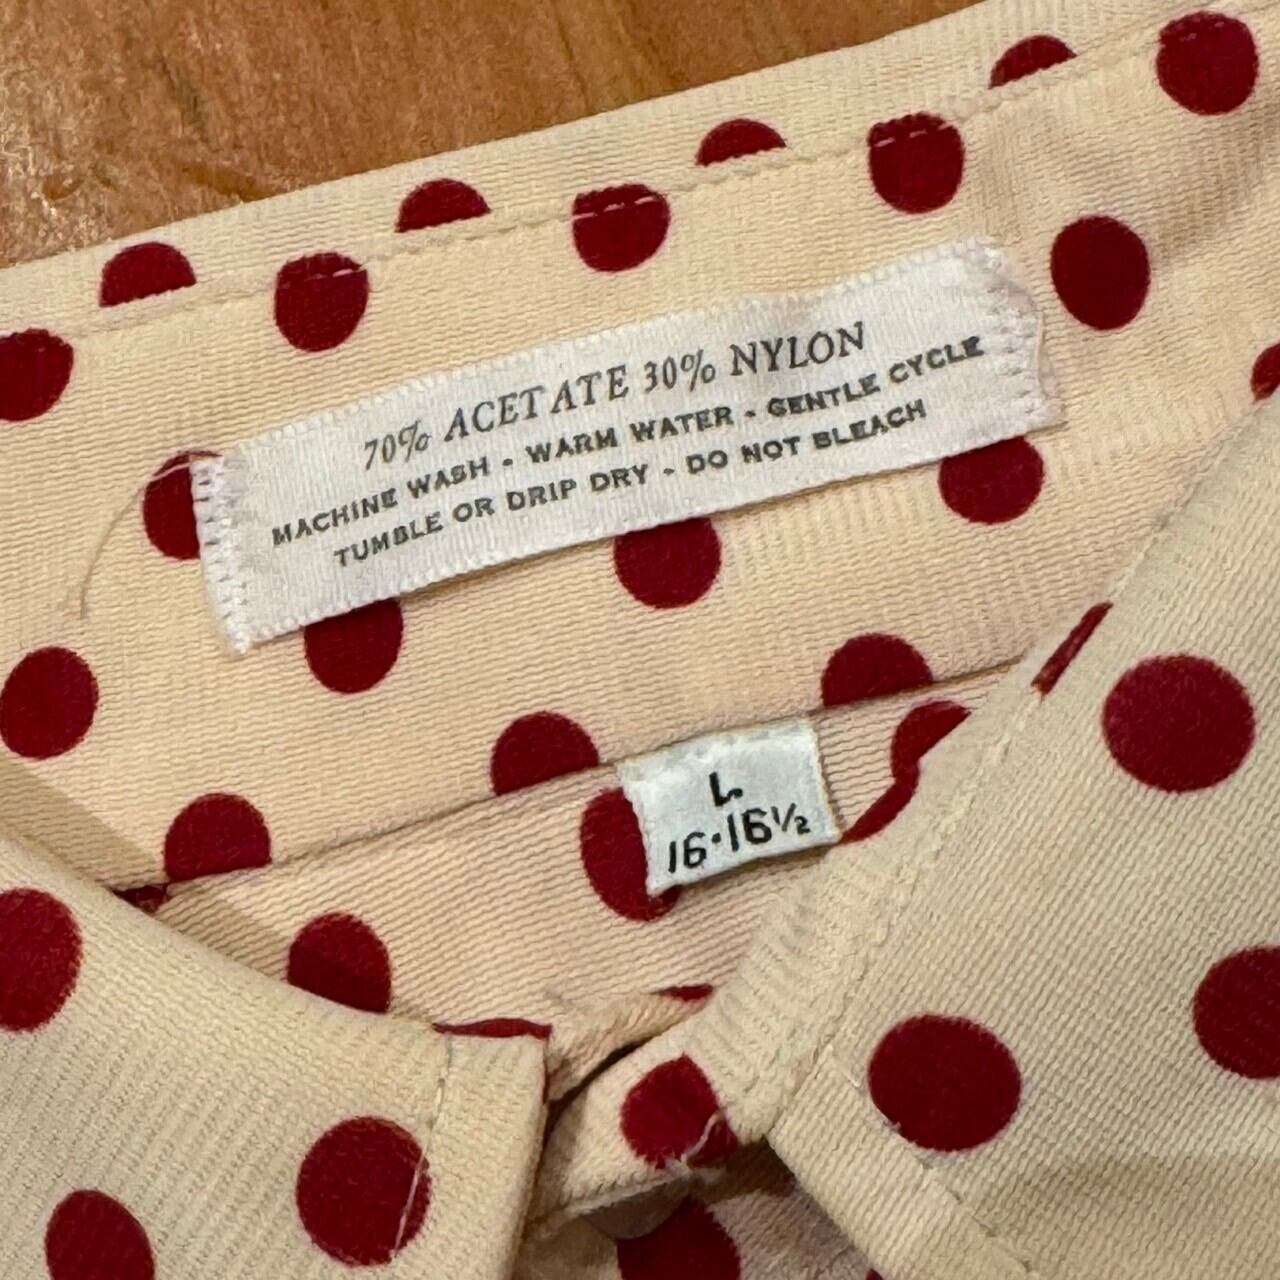 70% ACETATE 30% NYLON
MACHINE WASH - WARM WATER - GENTLE CYCLE
TUMBLE OR DRIP DRY - DO NOT BLEACH
L
16-16½